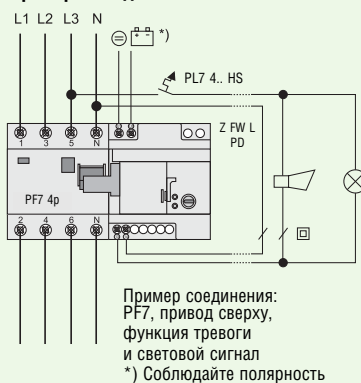 L1 L2 L3 N
*)
PL7 4.. HS
Z FW L
PD
1 3 5 N
PF7 4p
2 4 6 N
Пример соединения:
PF7, привод сверху,
функция тревоги
и световой сигнал
*) Соблюдайте полярность